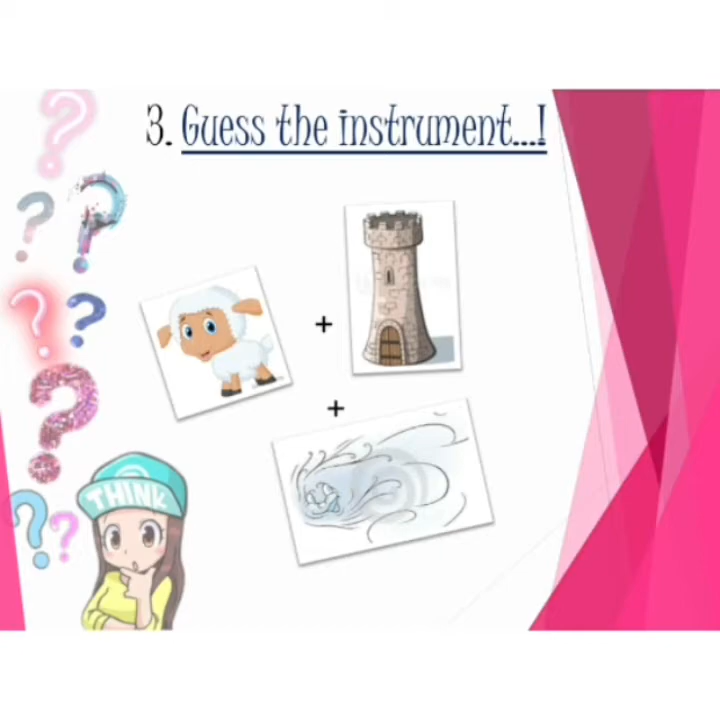 3. Guess the instrument...!
+
+
THINK